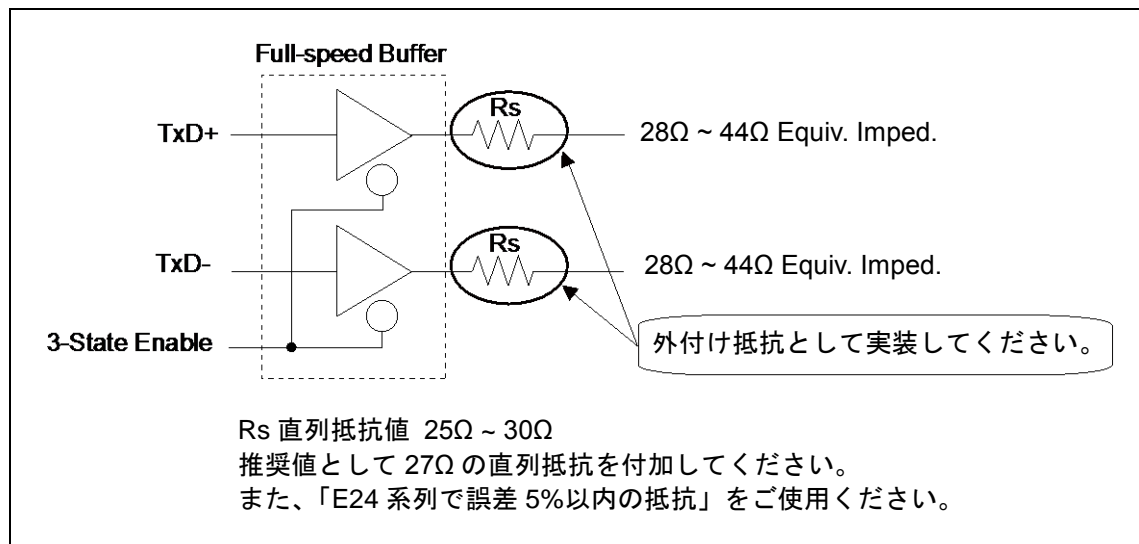 Full-speed Buffer
Rs
TxD+
28Ω ~ 44Ω Equiv. Imped.
Rs
TxD-
28Ω ~ 44Ω Equiv. Imped.
3-State Enable
外付け抵抗として実装してください。
Rs 直列抵抗値 25Ω ~ 30Ω
推奨値として 27Ω の直列抵抗を付加してください。
また、「E24 系列で誤差 5%以内の抵抗」をご使用ください。